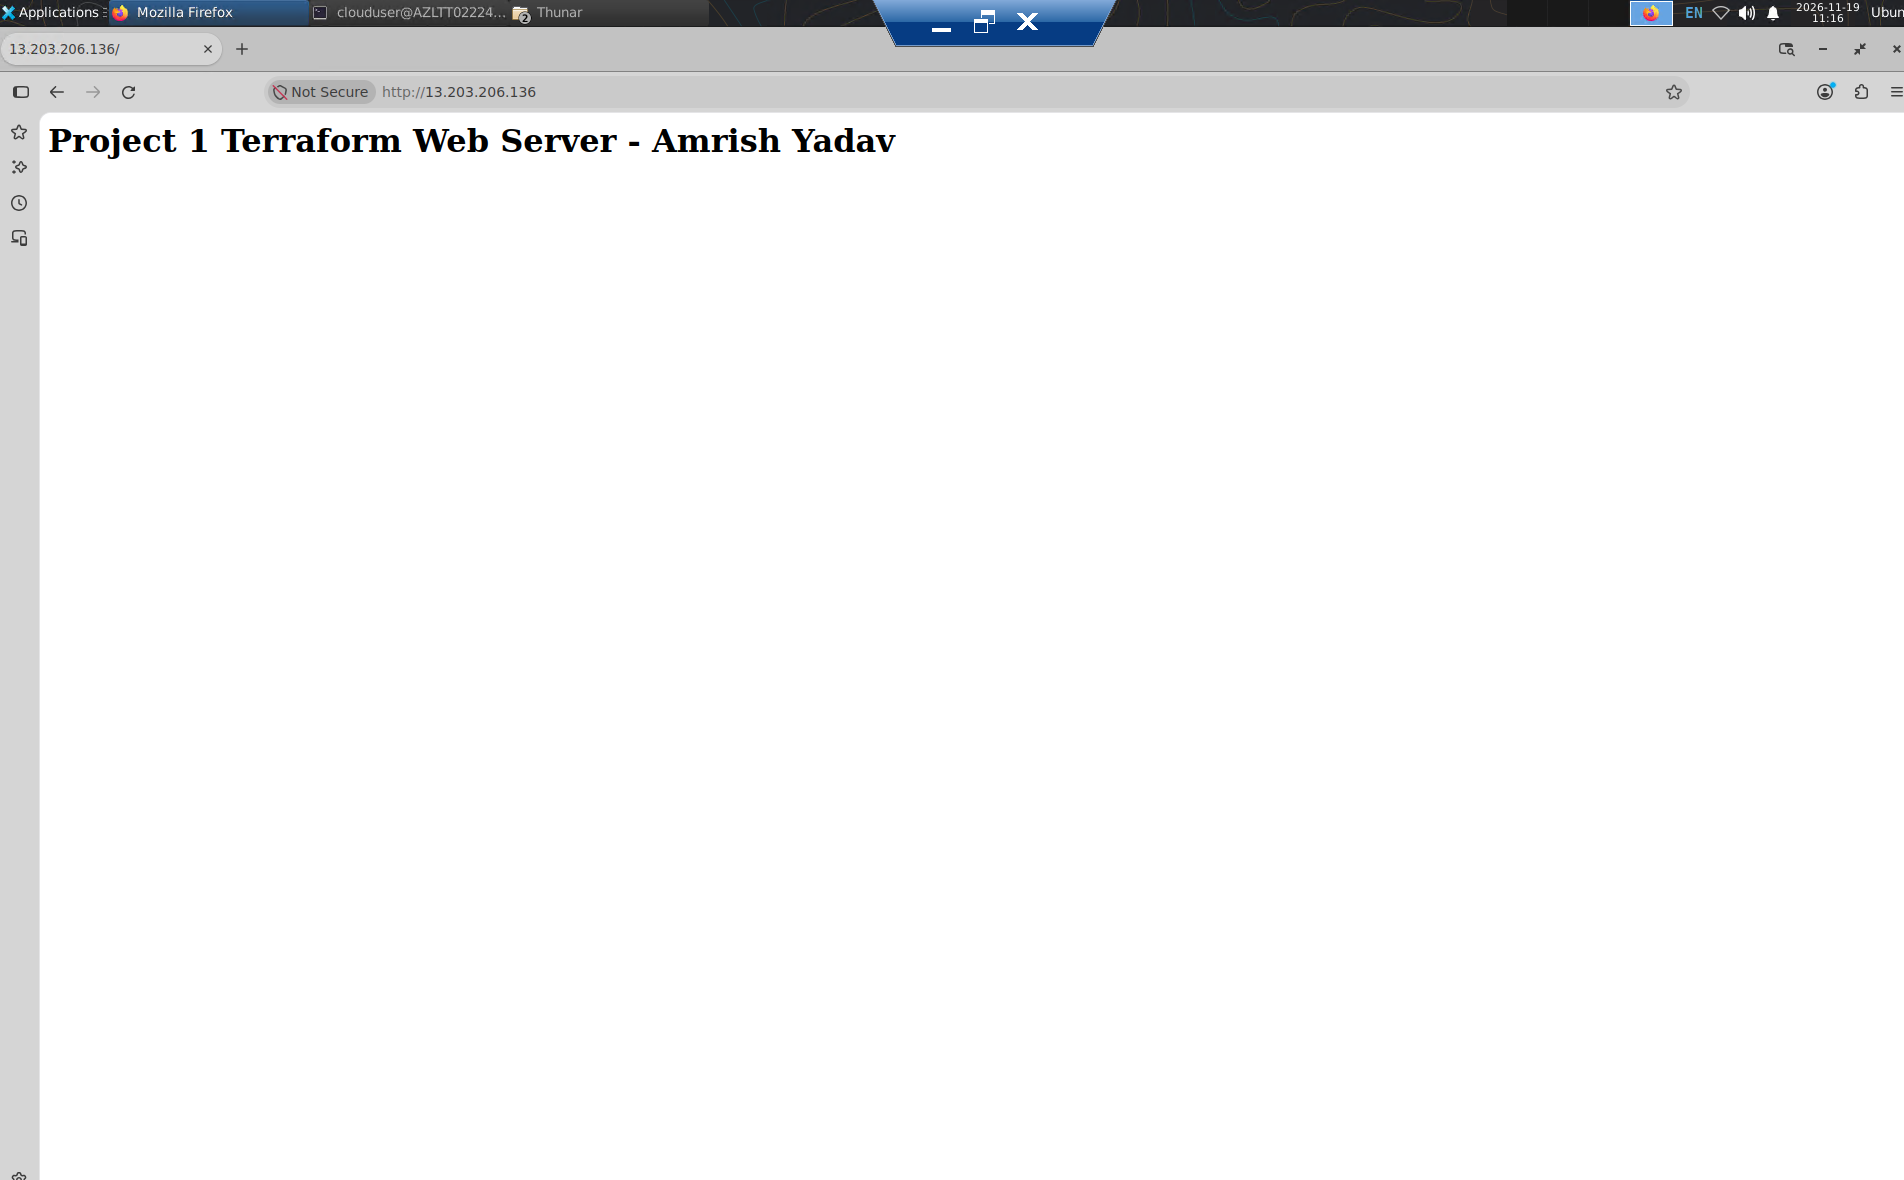 Applications
Mozilla Firefox
clouduser@AZLTT02224...
2
Thunar
EN
2026-11-19
11:16
Ubun
13.203.206.136/
Not Secure
http://13.203.206.136
Project 1 Terraform Web Server - Amrish Yadav